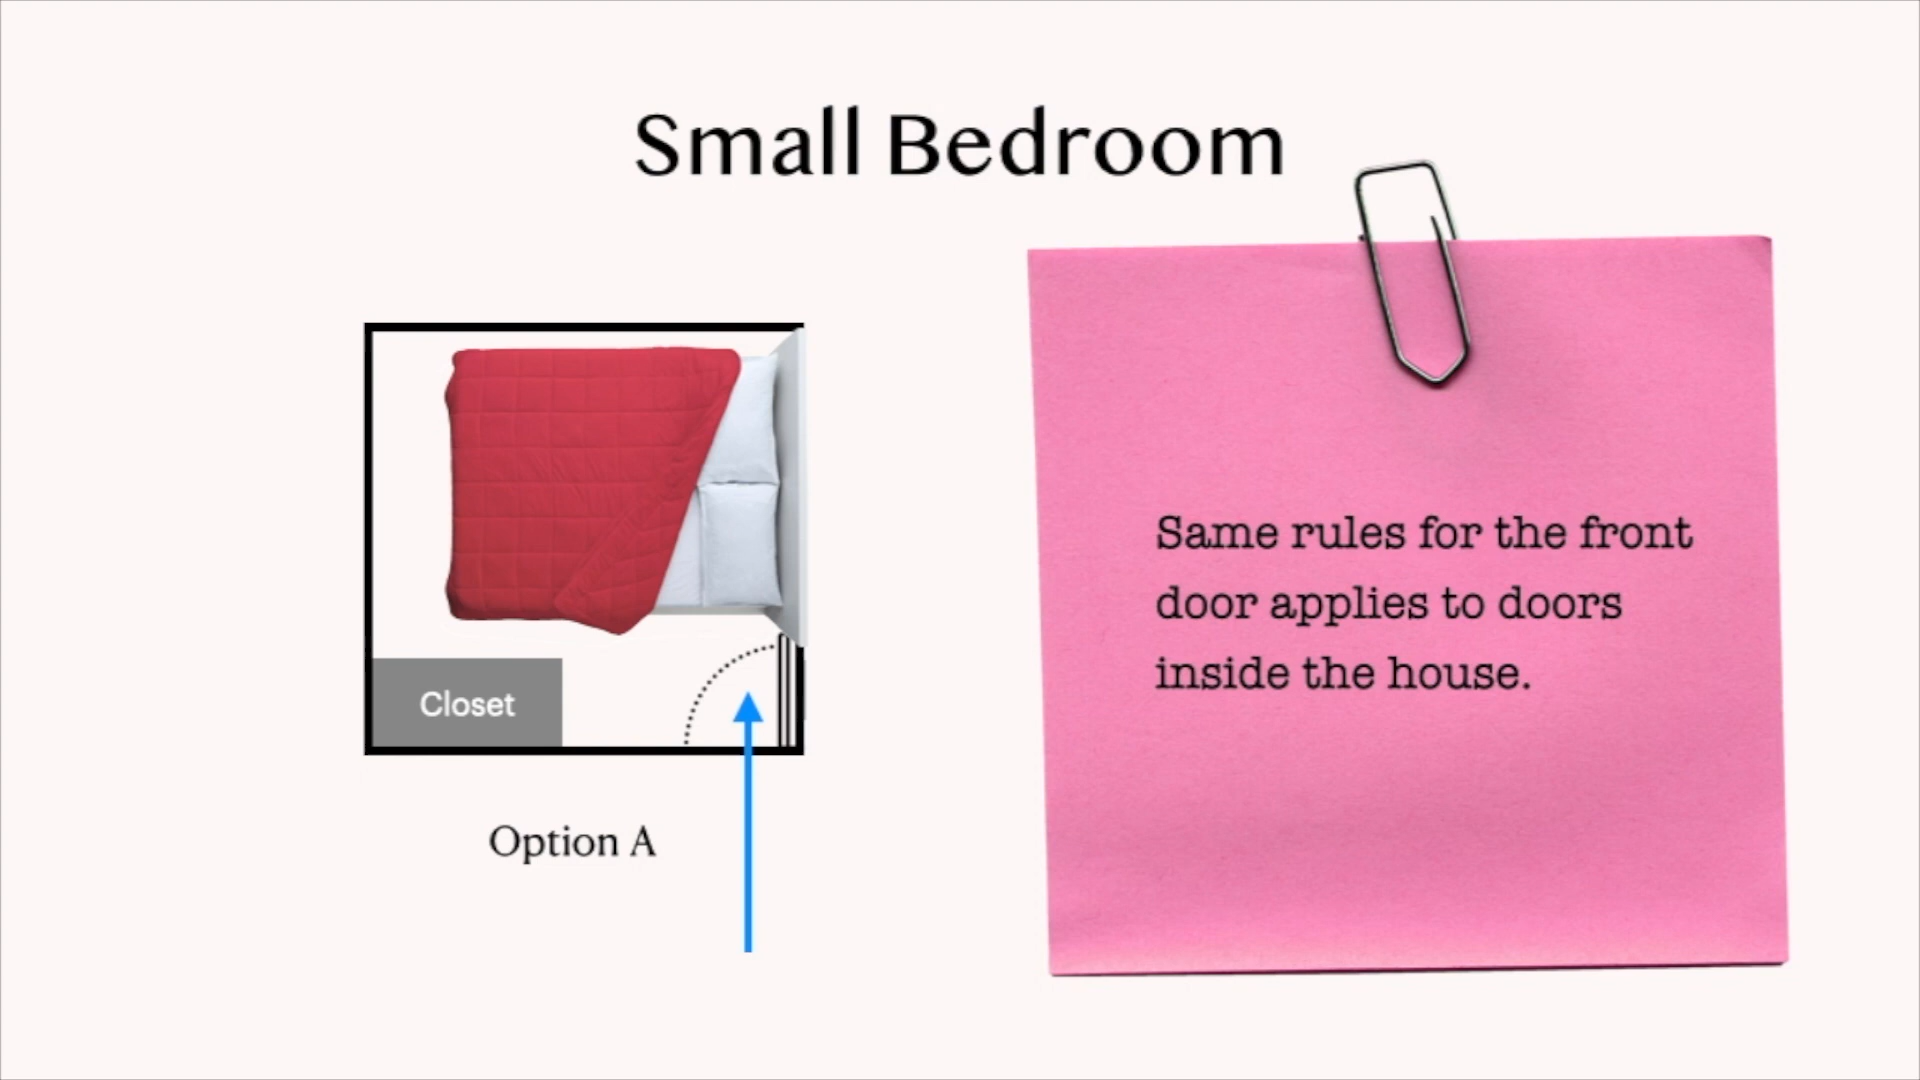 Small Bedroom
Same rules for the front
door applies to doors
inside the house.
Closet
Option A